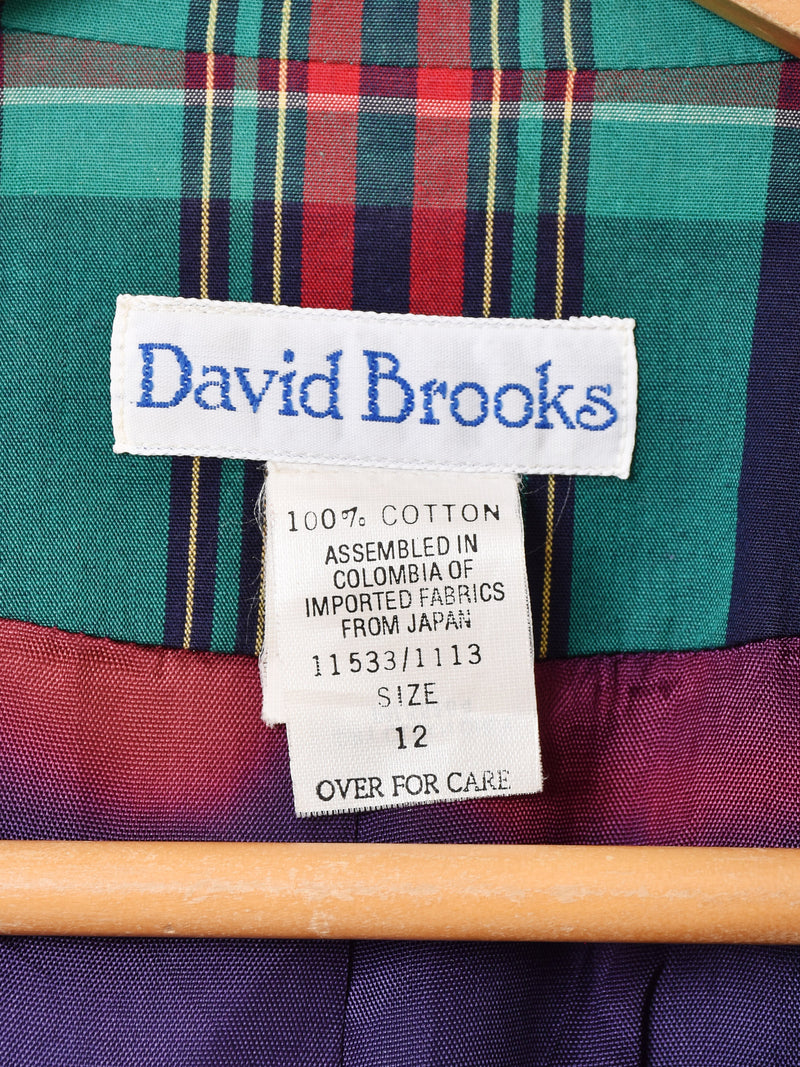 David Brooks
100% COTTON
ASSEMBLED IN
COLOMBIA OF
IMPORTED FABRICS
FROM JAPAN
11533/1113
SIZE
12
OVER FOR CARE